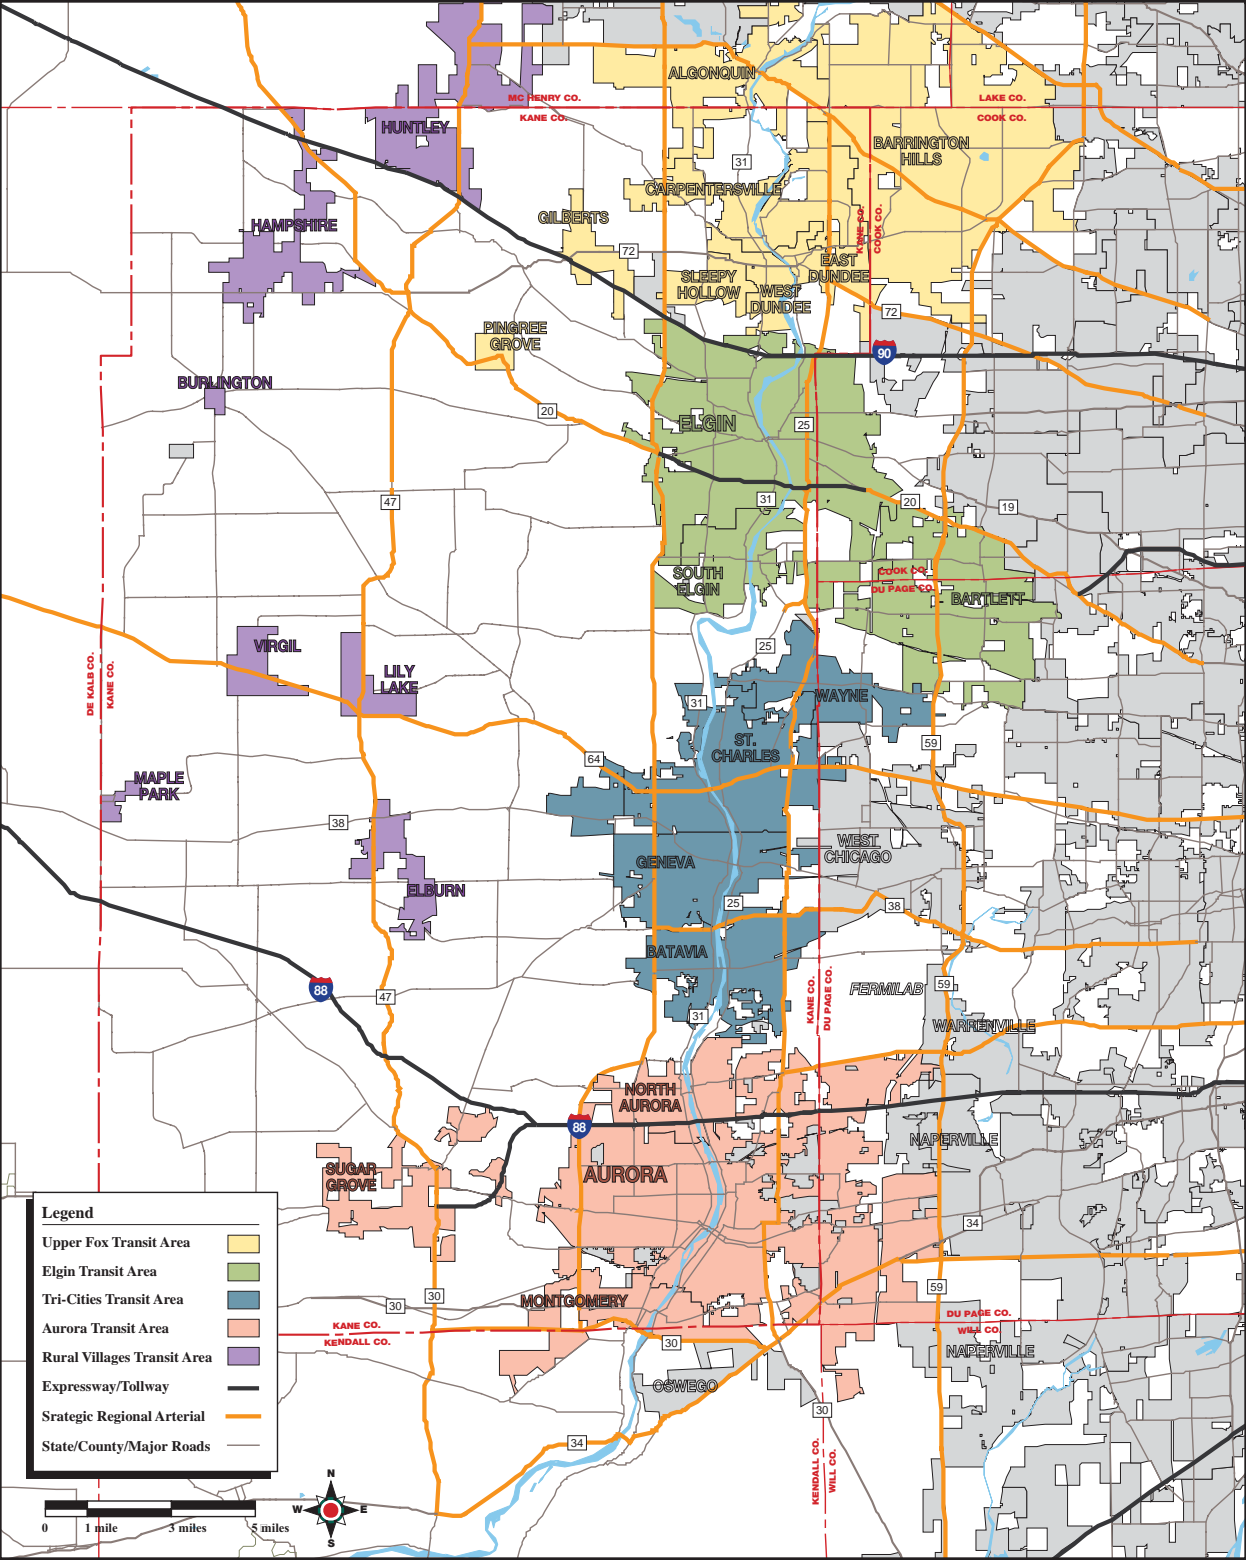 ALGONQUIN
MC HENRY CO.
KANE CO.
LAKE CO.
COOK CO.
HUNTLEY
BARRINGTON
HILLS
31
CARPENTERSVILLE
GILBERTS
HAMPSHIRE
KANE CO.
COOK CO.
72
EAST
DUNDEE
SLEEPY
HOLLOW
WEST
DUNDEE
72
PINGREE
GROVE
90
BURLINGTON
20
ELGIN
25
47
31
20
19
SOUTH
ELGIN
COOK CO.
DU PAGE CO.
BARTLETT
VIRGIL
25
LILY
LAKE
DE KALB CO.
KANE CO.
31
WAYNE
ST.
CHARLES
59
64
MAPLE
PARK
38
WEST
CHICAGO
GENEVA
ELBURN
25
38
BATAVIA
FERMILAB
59
88
47
KANE CO.
DU PAGE CO.
31
WARRENVILLE
NORTH
AURORA
88
NAPERVILLE
SUGAR
GROVE
AURORA
34
59
30
30
MONTGOMERY
KANE CO.
KENDALL CO.
DU PAGE CO.
WILL CO.
30
NAPERVILLE
OSWEGO
30
34
KENDALL CO.
WILL CO.
Legend
Upper Fox Transit Area
Elgin Transit Area
Tri-Cities Transit Area
Aurora Transit Area
Rural Villages Transit Area
Expressway/Tollway
Srategic Regional Arterial
State/County/Major Roads
N
W E
S
0 1 mile 3 miles 5 miles